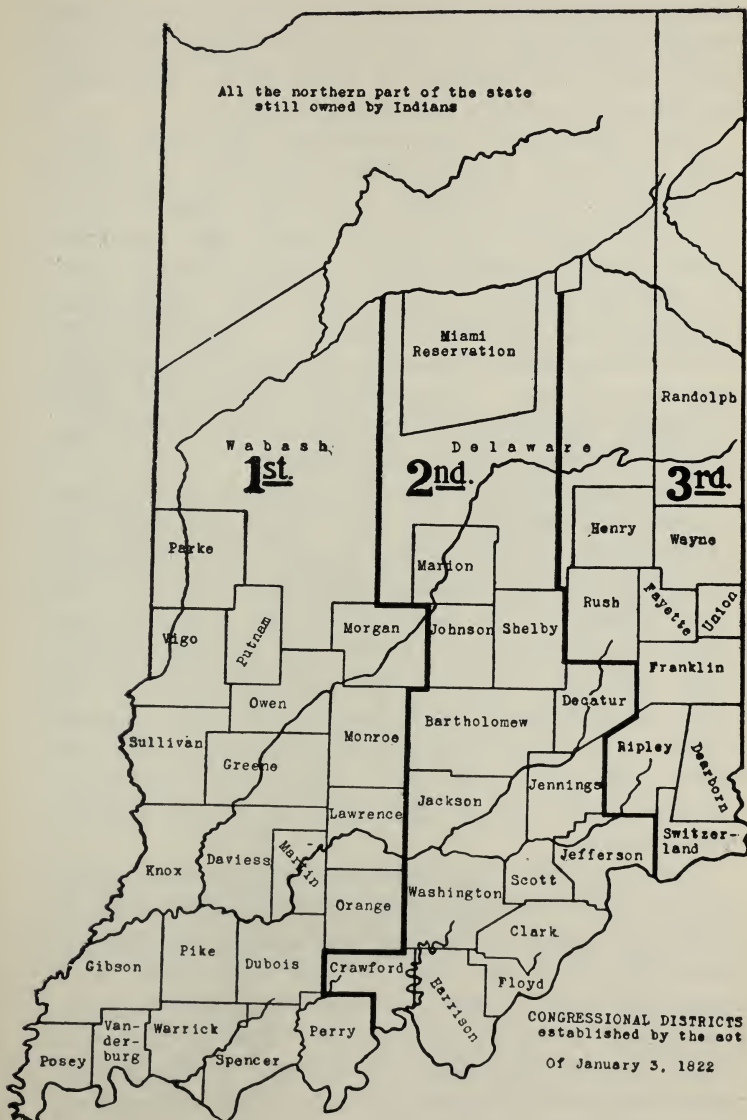 All the northern part of the state
still owned by Indians
Miami
Reservation
Randolph
Wabash
Delaware
1st.
2nd.
3rd.
Parke
Marion
Henry
Wayne
Vigo
Putnam
Morgan
Johnson
Shelby
Rush
Fayette
Union
Owen
Franklin
Decatur
Sullivan
Monroe
Bartholomew
Ripley
Dearborn
Greene
Jennings
Lawrence
Jackson
Switzer-
land
Knox
Daviess
Martin
Jefferson
Scott
Orange
Washington
Clark
Gibson
Pike
Dubois
Crawford
Floyd
Harrison
Posey
Van-
der-
burg
Warrick
Spencer
Perry
CONGRESSIONAL DISTRICTS
established by the act
Of January 3, 1822